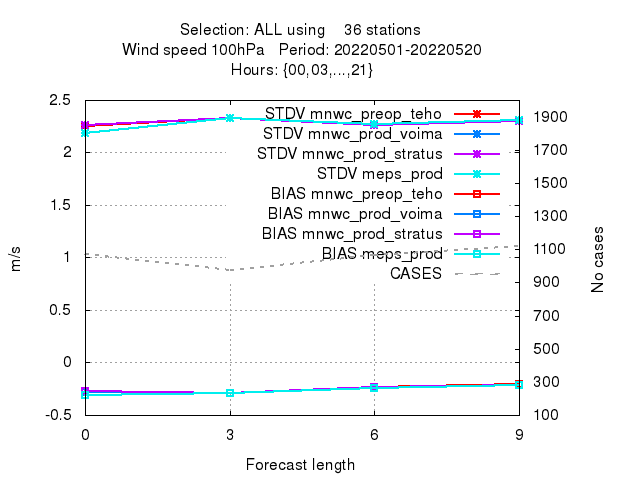 Selection: ALL using 36 stations
Wind speed 100hPa Period: 20220501-20220520
Hours: {00,03,...,21}
STDV mnwc_preop_teho
STDV mnwc_prod_voima
STDV mnwc_prod_stratus
STDV meps_prod
BIAS mnwc_preop_teho
BIAS mnwc_prod_voima
BIAS mnwc_prod_stratus
BIAS meps_prod
CASES
2.5
2
1.5
1
0.5
0
-0.5
m/s
1900
1700
1500
1300
1100
900
700
500
300
100
No cases
0 3 6 9
Forecast length